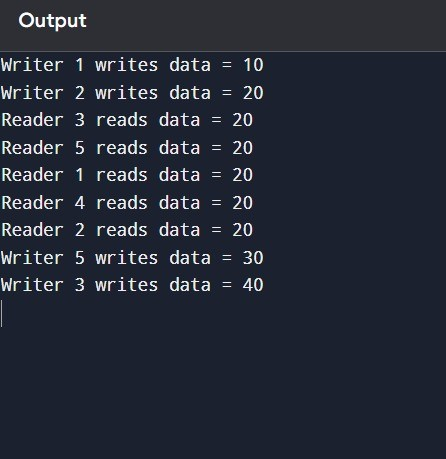 Output
Writer 1 writes data = 10
Writer 2 writes data = 20
Reader 3 reads data = 20
Reader 5 reads data = 20
Reader 1 reads data = 20
Reader 4 reads data = 20
Reader 2 reads data = 20
Writer 5 writes data = 30
Writer 3 writes data = 40